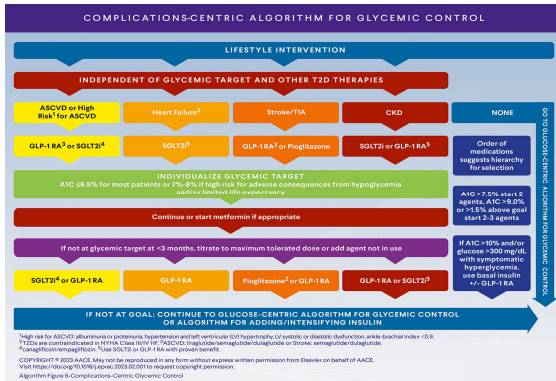 COMPLICATIONS-CENTRIC ALGORITHM FOR GLYCEMIC CONTROL
LIFESTYLE INTERVENTION
INDEPENDENT OF GLYCEMIC TARGET AND OTHER T2D THERAPIES
ASCVD or High
Risk¹ for ASCVD
Heart Failure²
Stroke/TIA
CKD
NONE
GLP-1 RA³ or SGLT2i⁴
SGLT2i⁵
GLP-1 RA³ or Pioglitazone
SGLT2i or GLP-1 RA⁵
Order of
medications
suggests hierarchy
for selection
INDIVIDUALIZE GLYCEMIC TARGET
A1C ≤6.5% for most patients or 7%-8% if high risk for adverse consequences from hypoglycemia
and/or limited life expectancy
Continue or start metformin if appropriate
A1C ≥ 7.5% start 2
agents, A1C >9.0%
or >1.5% above goal
start 2-3 agents
If not at glycemic target at <3 months, titrate to maximum tolerated dose or add agent not in use
SGLT2i⁴ or GLP-1 RA
GLP-1 RA
Pioglitazone² or GLP-1 RA
GLP-1 RA or SGLT2i⁵
If A1C >10% and/or
glucose >300 mg/dL
with symptomatic
hyperglycemia,
use basal insulin
+/- GLP-1 RA
GO TO GLUCOSE-CENTRIC ALGORITHM FOR GLYCEMIC CONTROL
IF NOT AT GOAL: CONTINUE TO GLUCOSE-CENTRIC ALGORITHM FOR GLYCEMIC CONTROL
OR ALGORITHM FOR ADDING/INTENSIFYING INSULIN
¹High risk for ASCVD: albuminuria or proteinuria, hypertension and left ventricular (LV) hypertrophy, LV systolic or diastolic dysfunction, ankle-brachial index <0.9.
²TZDs are contraindicated in NYHA Class III/IV HF. ³ASCVD: liraglutide/semaglutide/dulaglutide or Stroke: semaglutide/dulaglutide.
⁴canagliflozin/empagliflozin. ⁵Use SGLT2i or GLP-1 RA with proven benefit.
COPYRIGHT © 2023 AACE. May not be reproduced in any form without express written permission from Elsevier on behalf of AACE.
Visit https://doi.org/10.1016/j.eprac.2023.02.001 to request copyright permission.
Algorithm Figure 6-Complications-Centric Glycemic Control